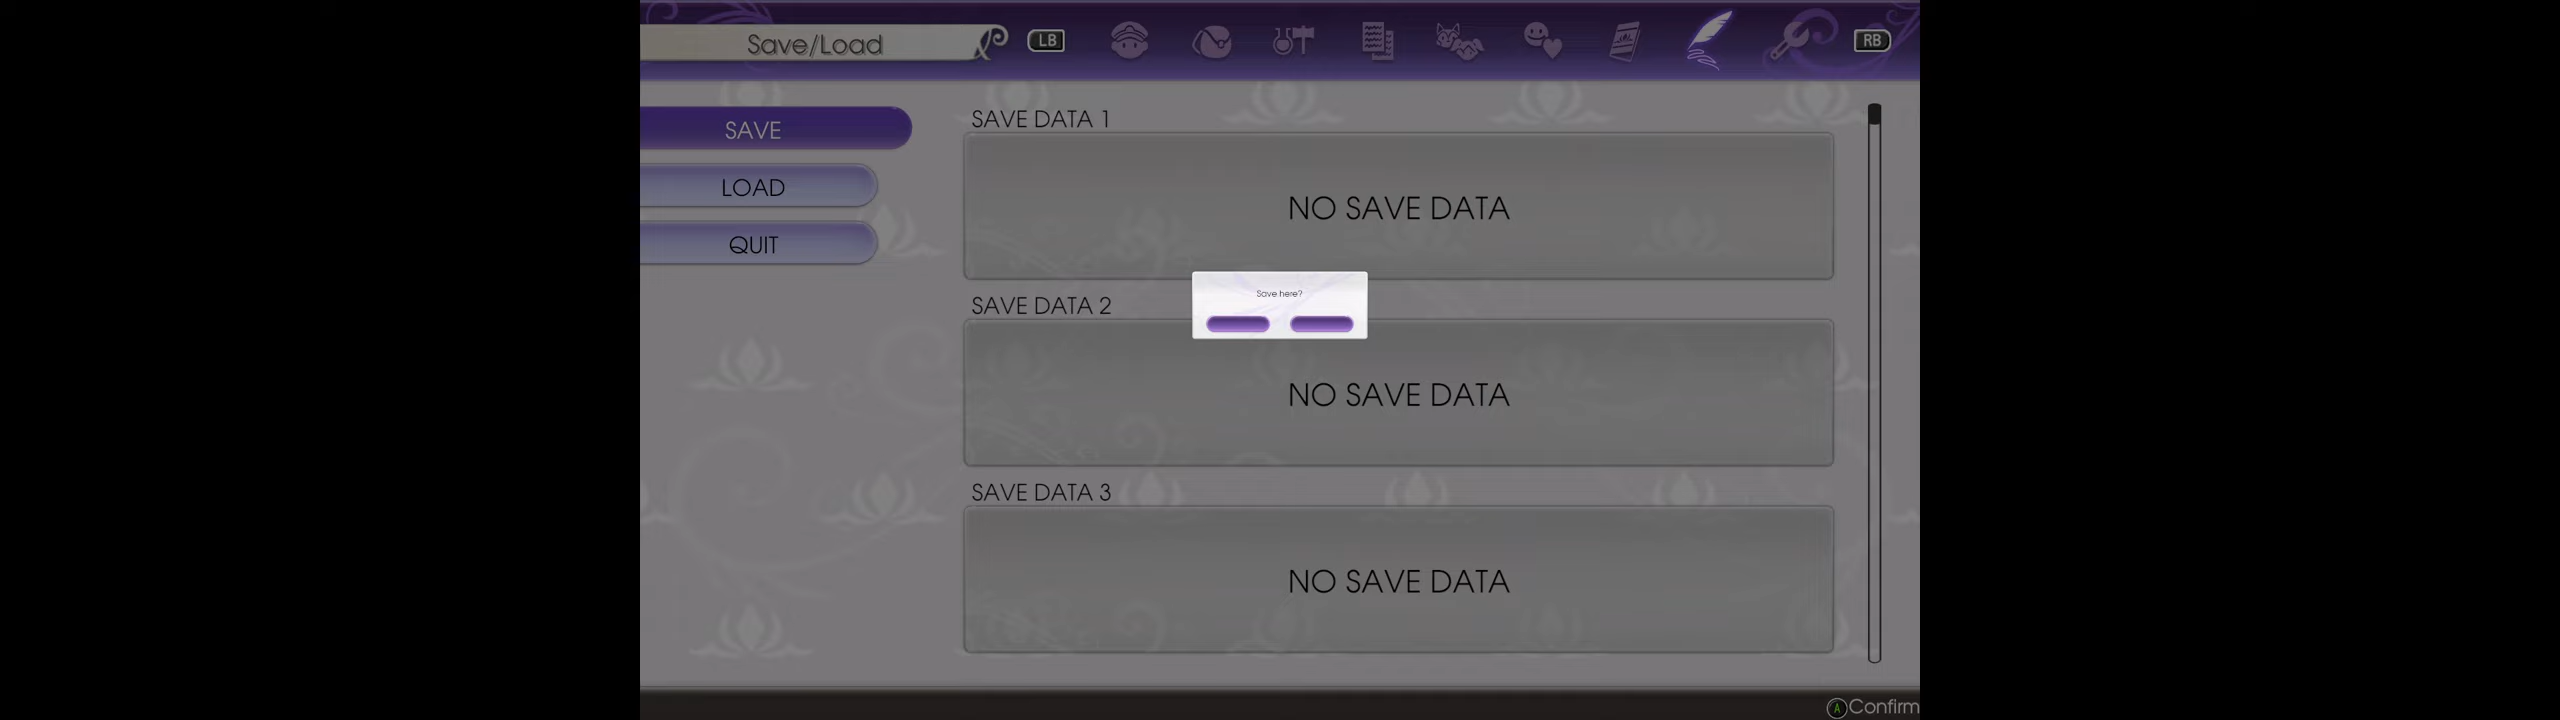 Save/Load
LB
RB
SAVE
LOAD
QUIT
SAVE DATA 1
NO SAVE DATA
Save here?
SAVE DATA 2
NO SAVE DATA
SAVE DATA 3
NO SAVE DATA
A Confirm